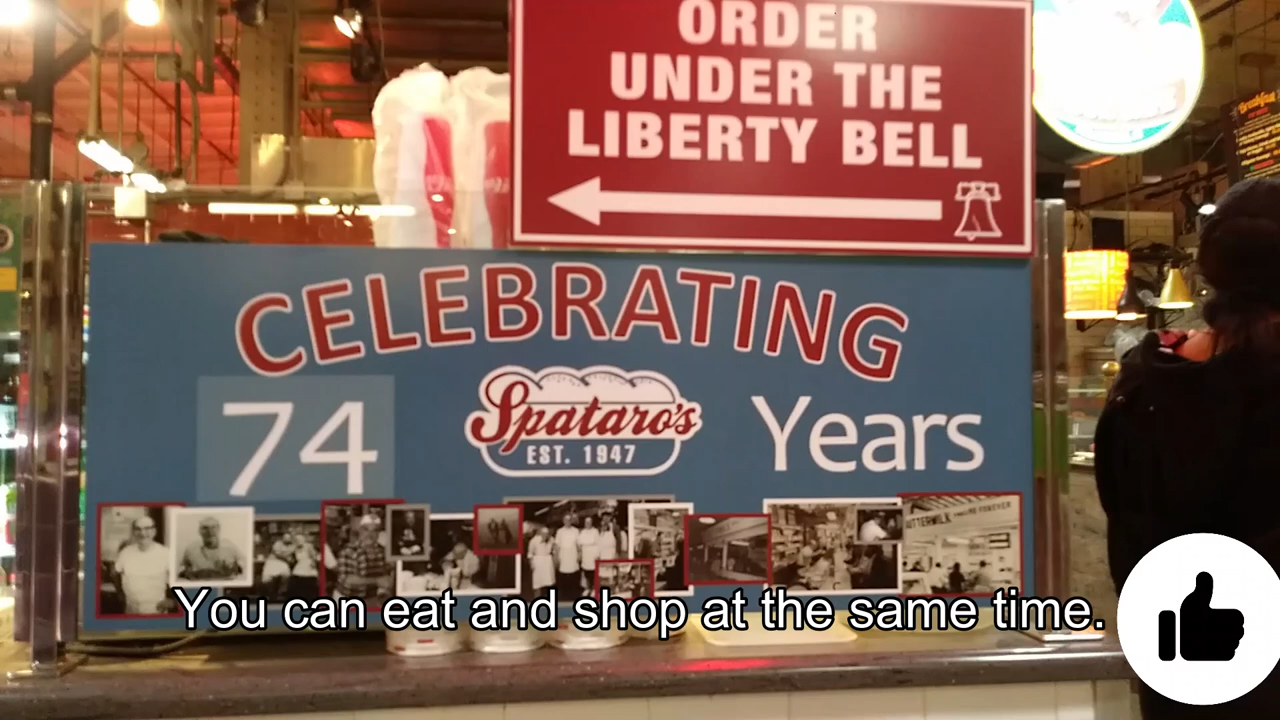 ORDER
UNDER THE
LIBERTY BELL
CELEBRATING
74 Spataro's Years
EST. 1947
BUTTERMILK
You can eat and shop at the same time.